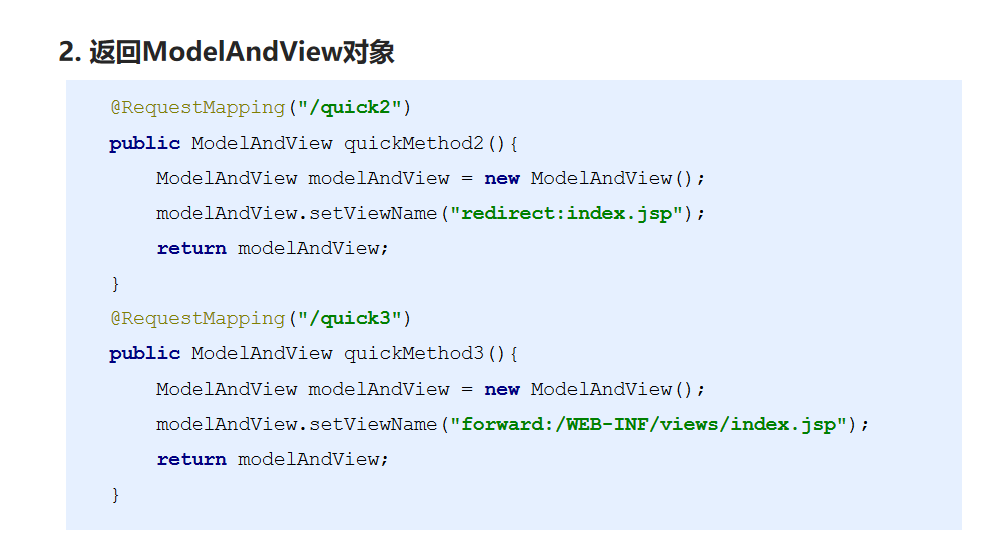 2. 返回ModelAndView对象
@RequestMapping("/quick2")
public ModelAndView quickMethod2(){
    ModelAndView modelAndView = new ModelAndView();
    modelAndView.setViewName("redirect:index.jsp");
    return modelAndView;
}
@RequestMapping("/quick3")
public ModelAndView quickMethod3(){
    ModelAndView modelAndView = new ModelAndView();
    modelAndView.setViewName("forward:/WEB-INF/views/index.jsp");
    return modelAndView;
}